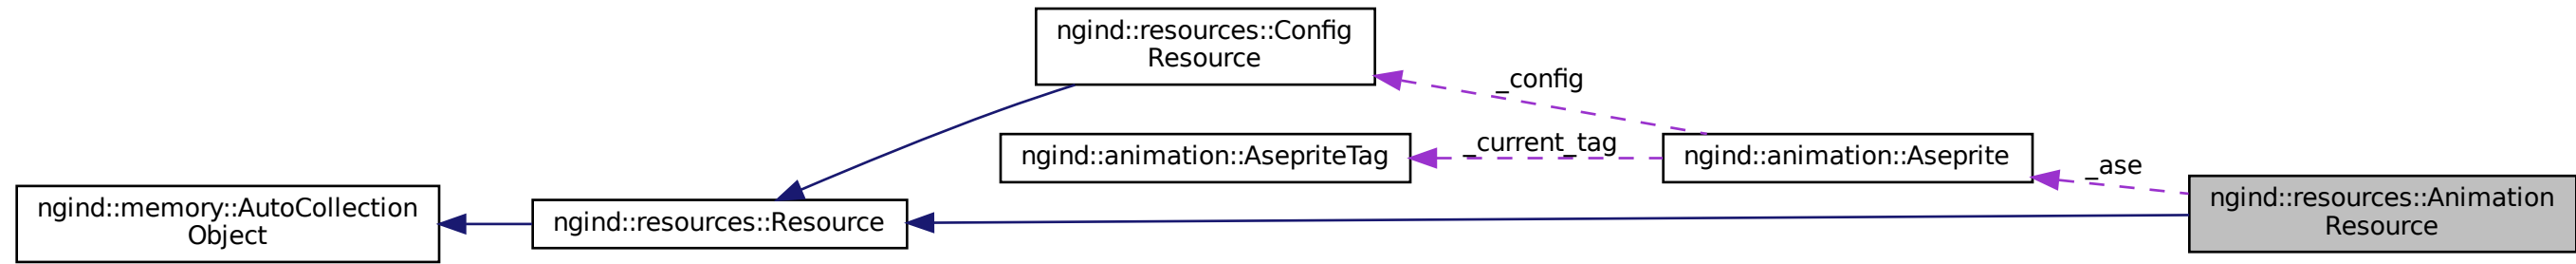 ngind::resources::Config
Resource
_config
_current_tag
ngind::animation::AsepriteTag
ngind::animation::Aseprite
_ase
ngind::memory::AutoCollection
Object
ngind::resources::Resource
ngind::resources::Animation
Resource